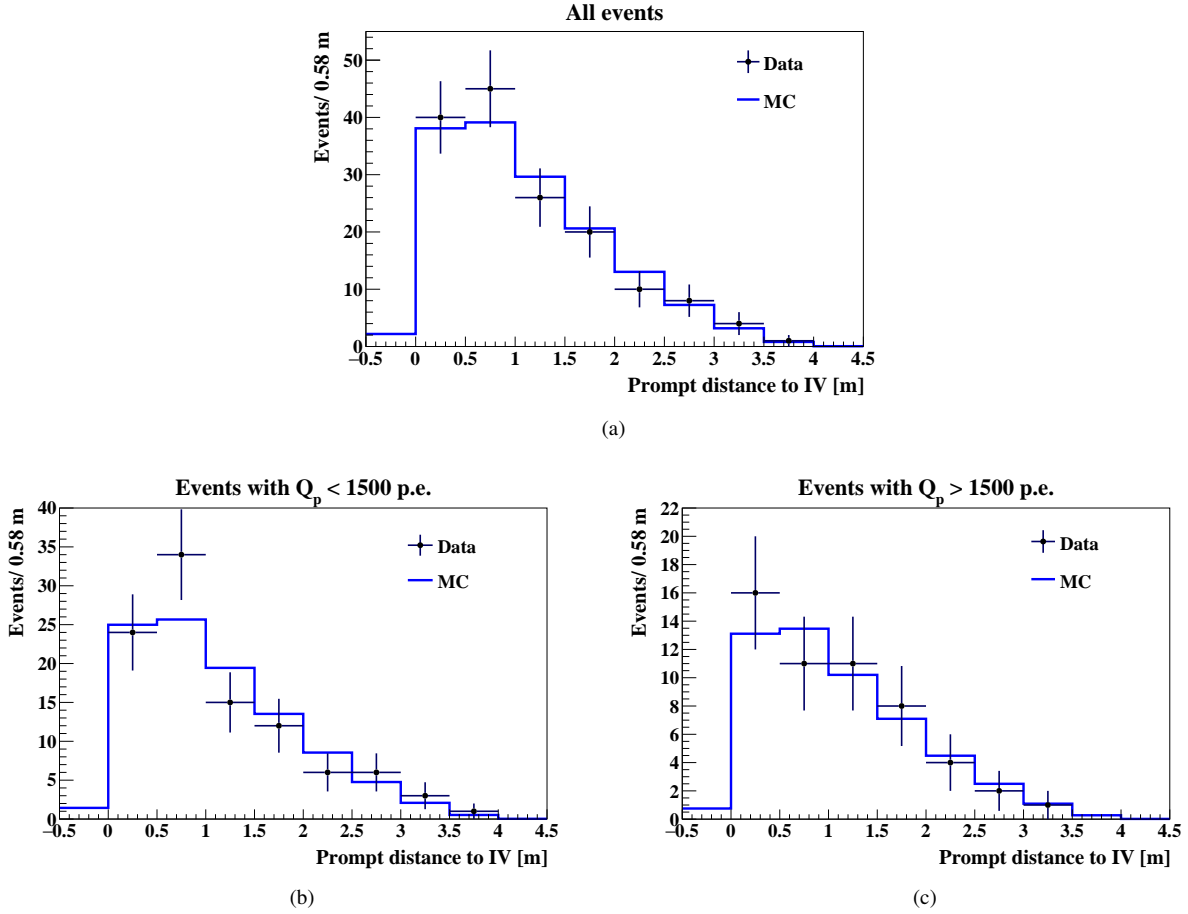 All events
Events/ 0.58 m
50
40
30
20
10
0
Data
MC
−0.5 0 0.5 1 1.5 2 2.5 3 3.5 4 4.5
Prompt distance to IV [m]
(a)
Events with Qp < 1500 p.e.
Events/ 0.58 m
40
35
30
25
20
15
10
5
0
Data
MC
−0.5 0 0.5 1 1.5 2 2.5 3 3.5 4 4.5
Prompt distance to IV [m]
(b)
Events with Qp > 1500 p.e.
Events/ 0.58 m
22
20
18
16
14
12
10
8
6
4
2
0
Data
MC
−0.5 0 0.5 1 1.5 2 2.5 3 3.5 4 4.5
Prompt distance to IV [m]
(c)